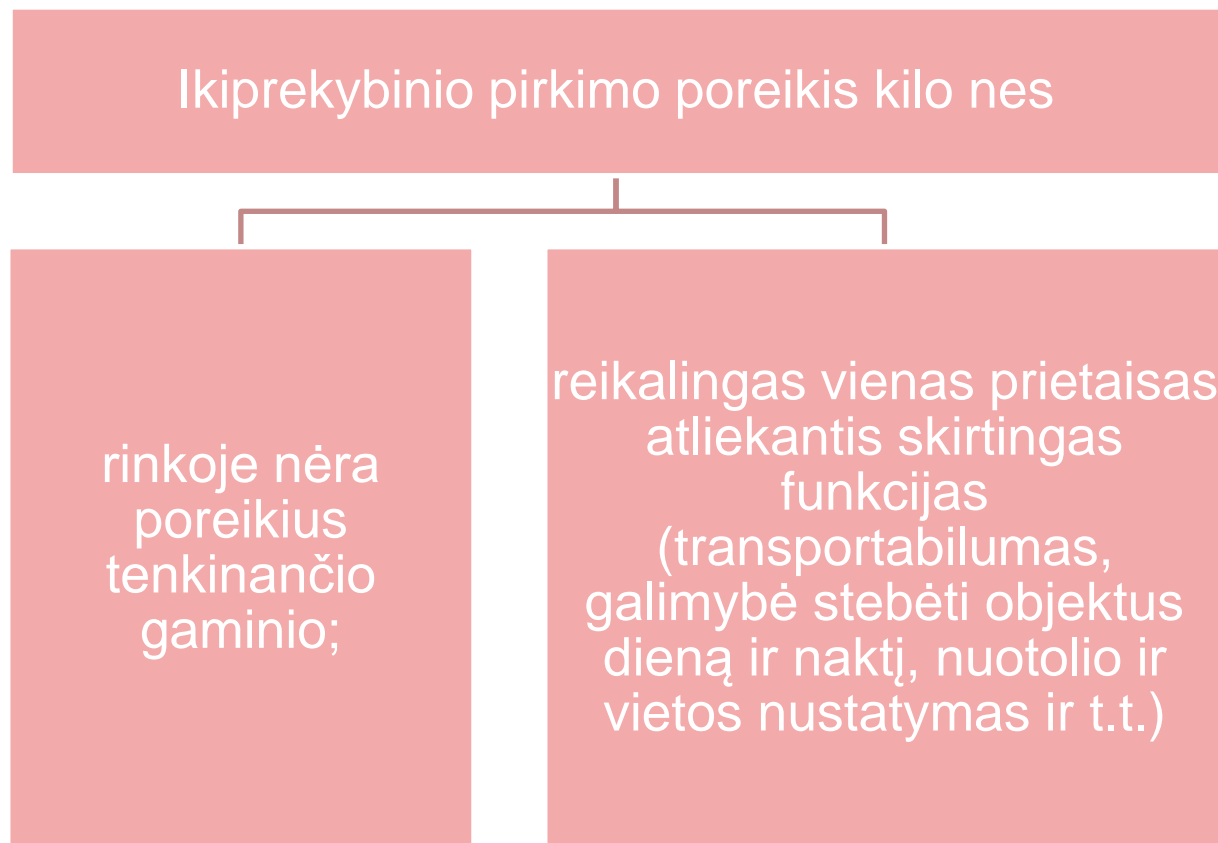 Ikiprekybinio pirkimo poreikis kilo nes
rinkoje nėra
poreikius
tenkinančio
gaminio;
reikalingas vienas prietaisas
atliekantis skirtingas
funkcijas
(transportabilumas,
galimybė stebėti objektus
dieną ir naktį, nuotolio ir
vietos nustatymas ir t.t.)